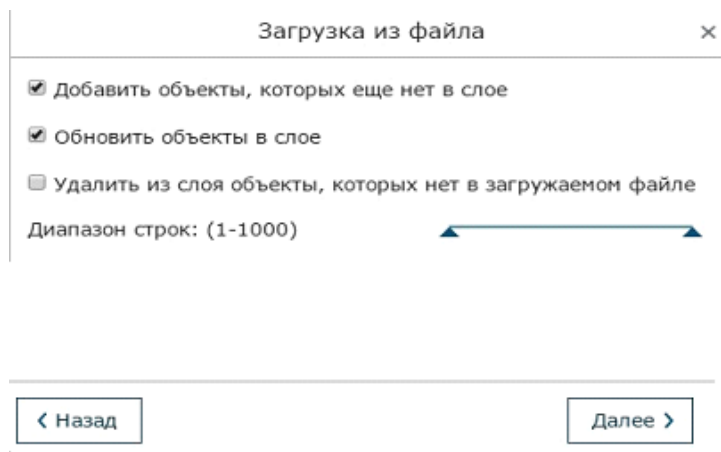 Загрузка из файла
Добавить объекты, которых еще нет в слое
Обновить объекты в слое
Удалить из слоя объекты, которых нет в загружаемом файле
Диапазон строк: (1-1000)
Назад
Далее